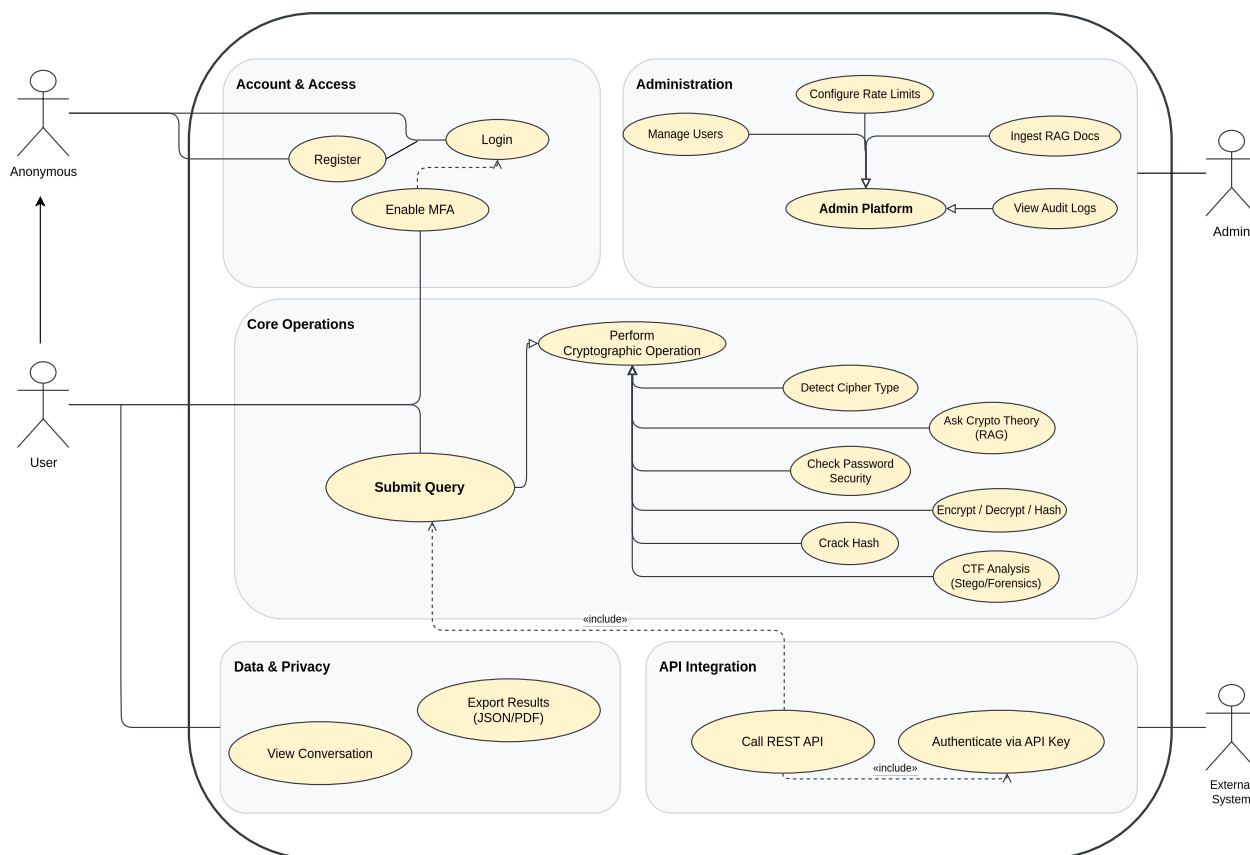 Account & Access
Administration
Configure Rate Limits
Manage Users
Ingest RAG Docs
Login
Register
Anonymous
Enable MFA
Admin Platform
View Audit Logs
Admin
Core Operations
Perform
Cryptographic Operation
Detect Cipher Type
Ask Crypto Theory
(RAG)
User
Check Password
Security
Submit Query
Encrypt / Decrypt / Hash
Crack Hash
CTF Analysis
(Stego/Forensics)
«include»
Data & Privacy
API Integration
Export Results
(JSON/PDF)
View Conversation
Call REST API
Authenticate via API Key
«include»
Externa
System